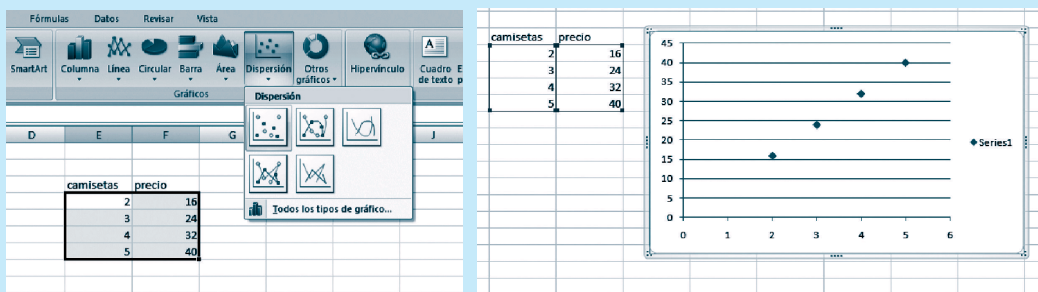 Fórmulas Datos Revisar Vista
SmartArt Columna Línea Circular Barra Área Dispersión Otros gráficos Hipervínculo Cuadro de texto E p
Gráficos
Dispersión
Todos los tipos de gráfico...
D E F G J
camisetas precio
2 16
3 24
4 32
5 40
camisetas precio
2 16
3 24
4 32
5 40
45
40
35
30
25
20
15
10
5
0
0 1 2 3 4 5 6
Series1